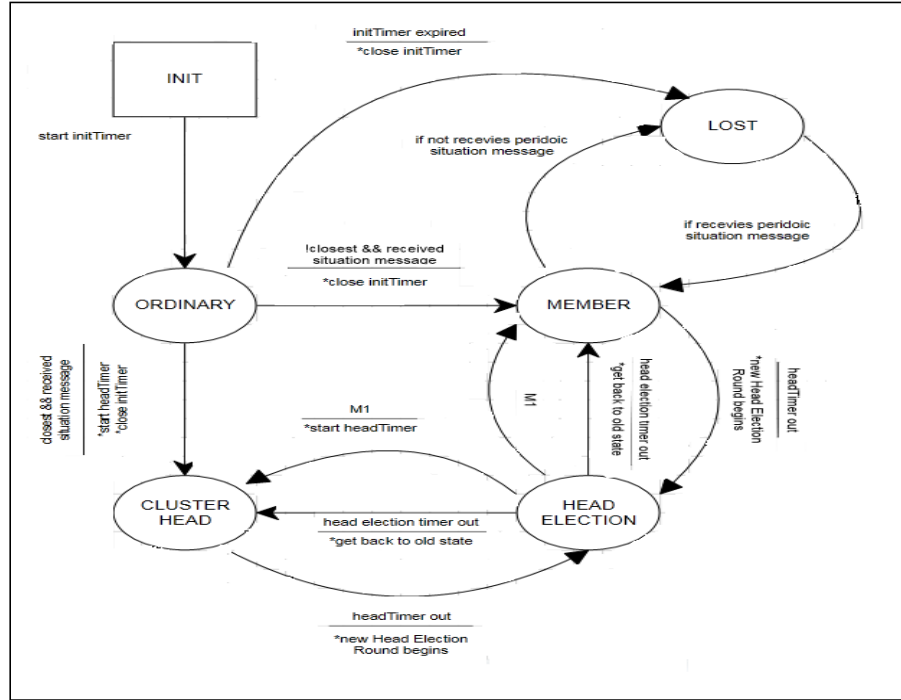 initTimer expired
*close initTimer
INIT
LOST
start initTimer
if not recevies peridoic
situation message
if recevies peridoic
situation message
!closest && received
situation message
*close initTimer
ORDINARY
MEMBER
closest && received
situation message
*start headTimer
*close initTimer
M1
*start headTimer
M1
head election timer out
*get back to old state
headTimer out
*new Head Election
Round begins
CLUSTER
HEAD
head election timer out
*get back to old state
HEAD
ELECTION
headTimer out
*new Head Election
Round begins